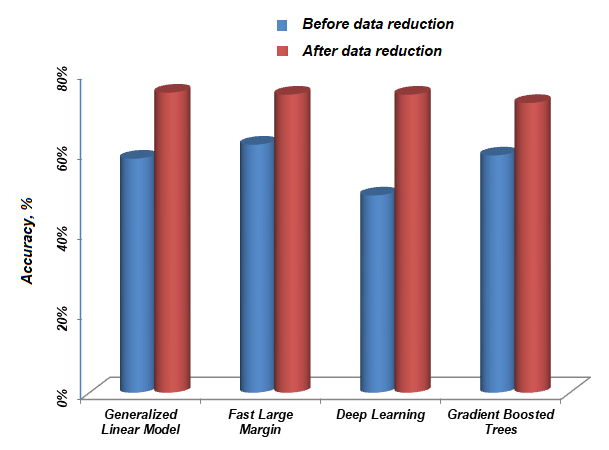 Before data reduction
After data reduction
80%
60%
40%
20%
0%
Accuracy, %
Generalized
Linear Model
Fast Large
Margin
Deep Learning
Gradient Boosted
Trees